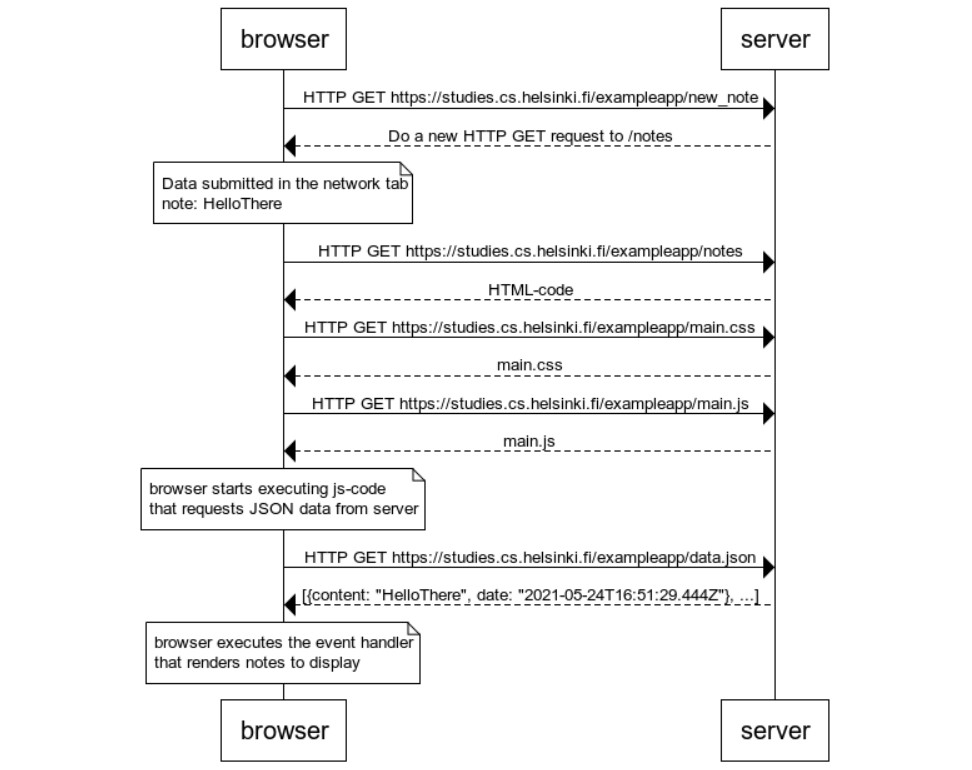 browser
server
HTTP GET https://studies.cs.helsinki.fi/exampleapp/new_note
Do a new HTTP GET request to /notes
Data submitted in the network tab
note: HelloThere
HTTP GET https://studies.cs.helsinki.fi/exampleapp/notes
HTML-code
HTTP GET https://studies.cs.helsinki.fi/exampleapp/main.css
main.css
HTTP GET https://studies.cs.helsinki.fi/exampleapp/main.js
main.js
browser starts executing js-code
that requests JSON data from server
HTTP GET https://studies.cs.helsinki.fi/exampleapp/data.json
[{content: "HelloThere", date: "2021-05-24T16:51:29.444Z"}, ...]
browser executes the event handler
that renders notes to display
browser
server